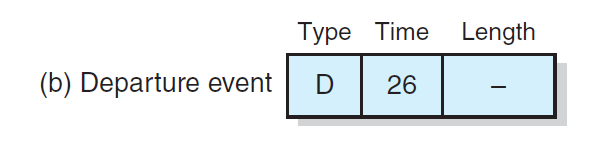 Type Time Length
(b) Departure event D 26 –